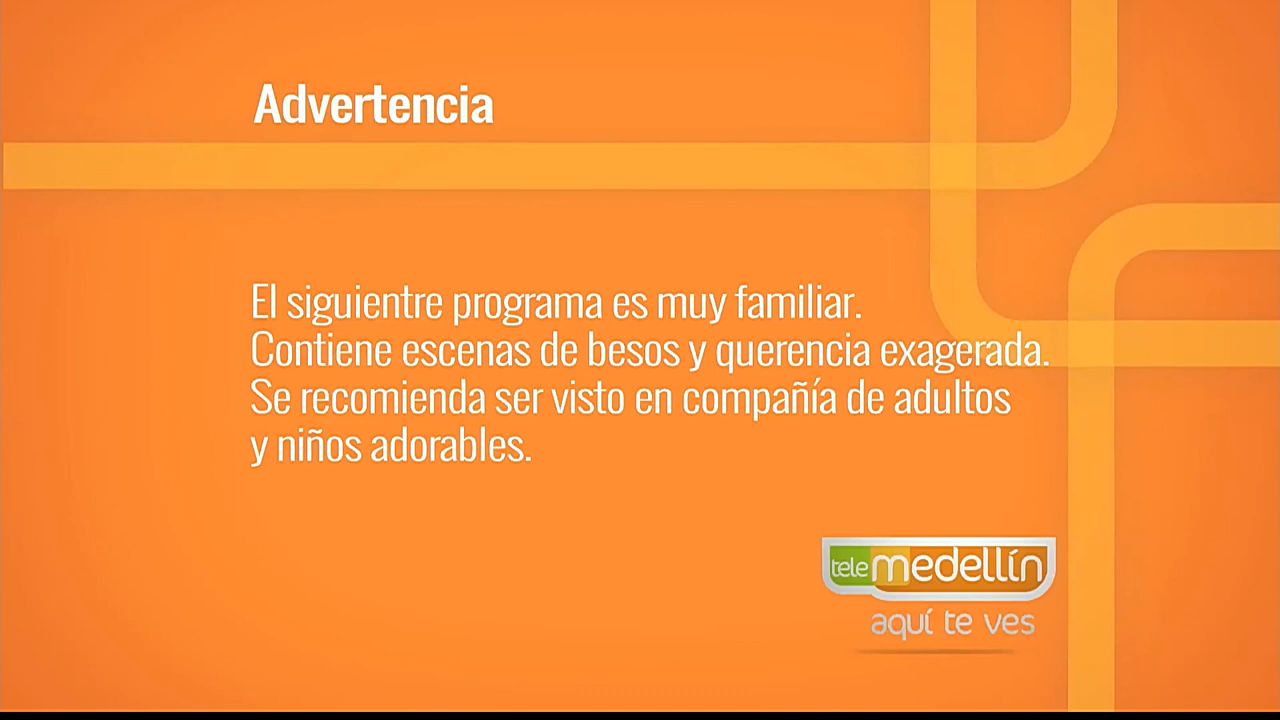 Advertencia
El siguientre programa es muy familiar.
Contiene escenas de besos y querencia exagerada.
Se recomienda ser visto en compañía de adultos
y niños adorables.
telemedellín
aquí te ves